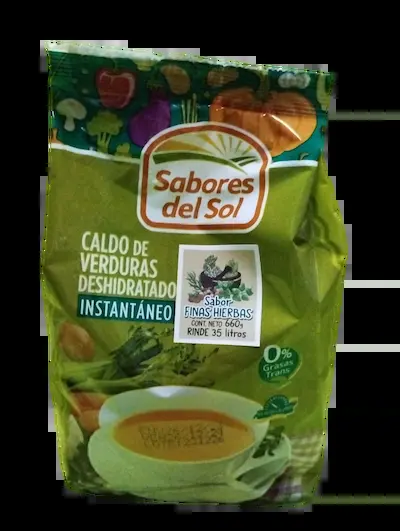 Sabores
del Sol
CALDO DE
VERDURAS
DESHIDRATADO
INSTANTÁNEO
Sabor
FINAS HIERBAS
CONT. NETO 660g
RINDE 35 litros
0%
Grasas
Trans